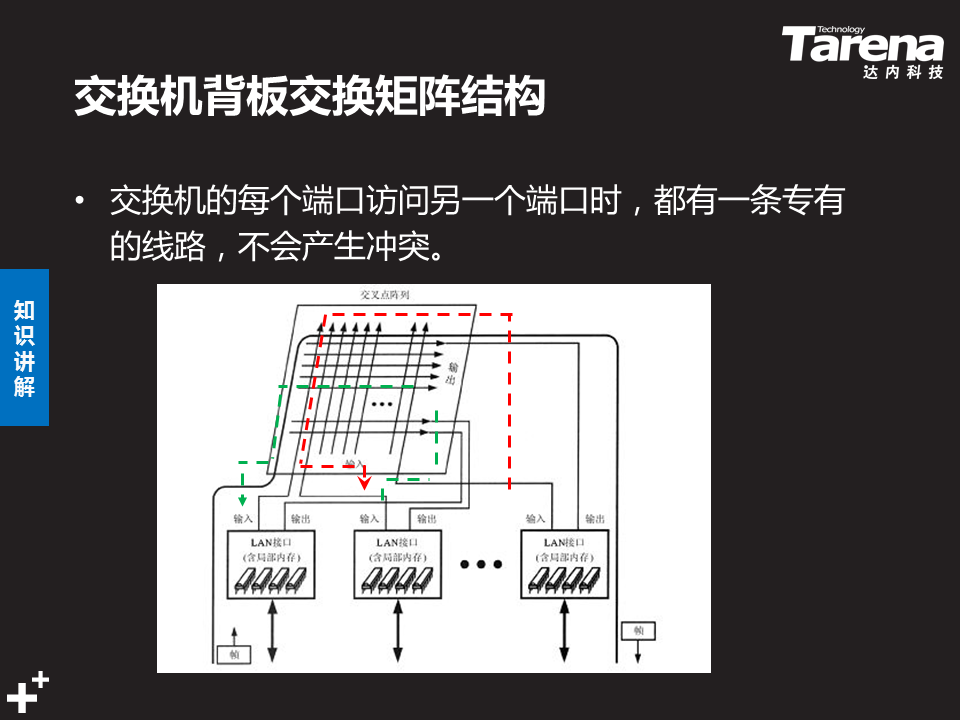 Technology
Tarena
达内科技
交换机背板交换矩阵结构
• 交换机的每个端口访问另一个端口时，都有一条专有
的线路，不会产生冲突。
知识讲解
交叉点阵列
输出
输入
输入 输出 输入 输出 输入 输出
LAN接口 LAN接口 LAN接口
(含局部内存) (含局部内存) (含局部内存)
帧
帧